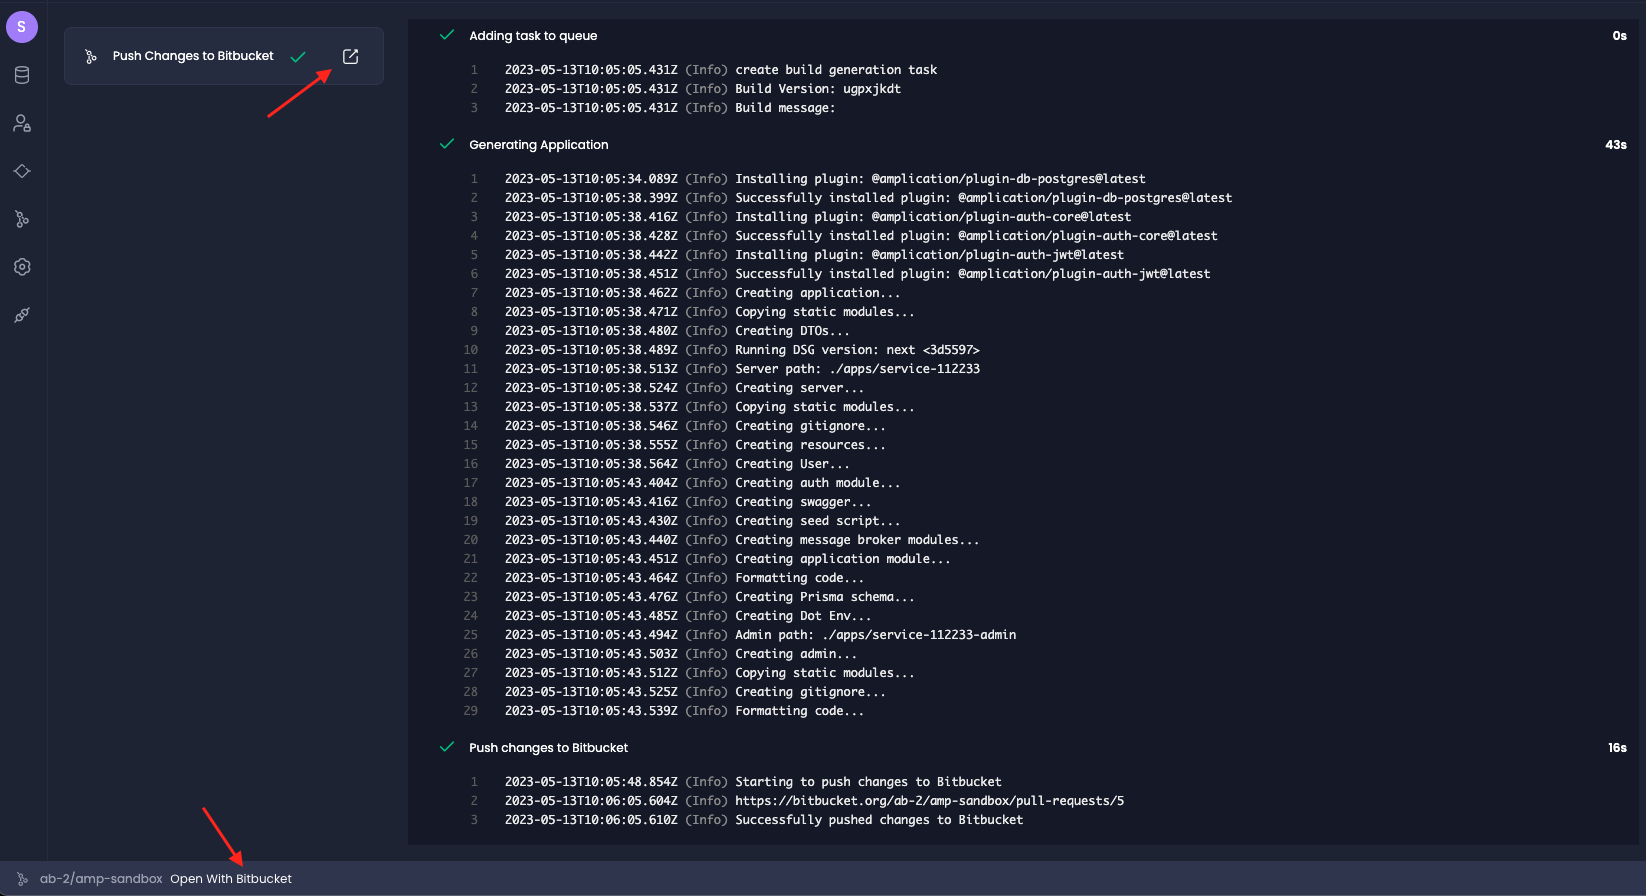 S
Push Changes to Bitbucket
Adding task to queue 0s
1 2023-05-13T10:05:05.431Z (Info) create build generation task
2 2023-05-13T10:05:05.431Z (Info) Build Version: ugpxjkdt
3 2023-05-13T10:05:05.431Z (Info) Build message:
Generating Application 43s
1 2023-05-13T10:05:34.089Z (Info) Installing plugin: @amplication/plugin-db-postgres@latest
2 2023-05-13T10:05:38.399Z (Info) Successfully installed plugin: @amplication/plugin-db-postgres@latest
3 2023-05-13T10:05:38.416Z (Info) Installing plugin: @amplication/plugin-auth-core@latest
4 2023-05-13T10:05:38.428Z (Info) Successfully installed plugin: @amplication/plugin-auth-core@latest
5 2023-05-13T10:05:38.442Z (Info) Installing plugin: @amplication/plugin-auth-jwt@latest
6 2023-05-13T10:05:38.451Z (Info) Successfully installed plugin: @amplication/plugin-auth-jwt@latest
7 2023-05-13T10:05:38.462Z (Info) Creating application...
8 2023-05-13T10:05:38.471Z (Info) Copying static modules...
9 2023-05-13T10:05:38.480Z (Info) Creating DTOs...
10 2023-05-13T10:05:38.489Z (Info) Running DSG version: next <3d5597>
11 2023-05-13T10:05:38.513Z (Info) Server path: ./apps/service-112233
12 2023-05-13T10:05:38.524Z (Info) Creating server...
13 2023-05-13T10:05:38.537Z (Info) Copying static modules...
14 2023-05-13T10:05:38.546Z (Info) Creating gitignore...
15 2023-05-13T10:05:38.555Z (Info) Creating resources...
16 2023-05-13T10:05:38.564Z (Info) Creating User...
17 2023-05-13T10:05:43.404Z (Info) Creating auth module...
18 2023-05-13T10:05:43.416Z (Info) Creating swagger...
19 2023-05-13T10:05:43.430Z (Info) Creating seed script...
20 2023-05-13T10:05:43.440Z (Info) Creating message broker modules...
21 2023-05-13T10:05:43.451Z (Info) Creating application module...
22 2023-05-13T10:05:43.464Z (Info) Formatting code...
23 2023-05-13T10:05:43.476Z (Info) Creating Prisma schema...
24 2023-05-13T10:05:43.485Z (Info) Creating Dot Env...
25 2023-05-13T10:05:43.494Z (Info) Admin path: ./apps/service-112233-admin
26 2023-05-13T10:05:43.503Z (Info) Creating admin...
27 2023-05-13T10:05:43.512Z (Info) Copying static modules...
28 2023-05-13T10:05:43.525Z (Info) Creating gitignore...
29 2023-05-13T10:05:43.539Z (Info) Formatting code...
Push changes to Bitbucket 16s
1 2023-05-13T10:05:48.854Z (Info) Starting to push changes to Bitbucket
2 2023-05-13T10:06:05.604Z (Info) https://bitbucket.org/ab-2/amp-sandbox/pull-requests/5
3 2023-05-13T10:06:05.610Z (Info) Successfully pushed changes to Bitbucket
ab-2/amp-sandbox Open With Bitbucket